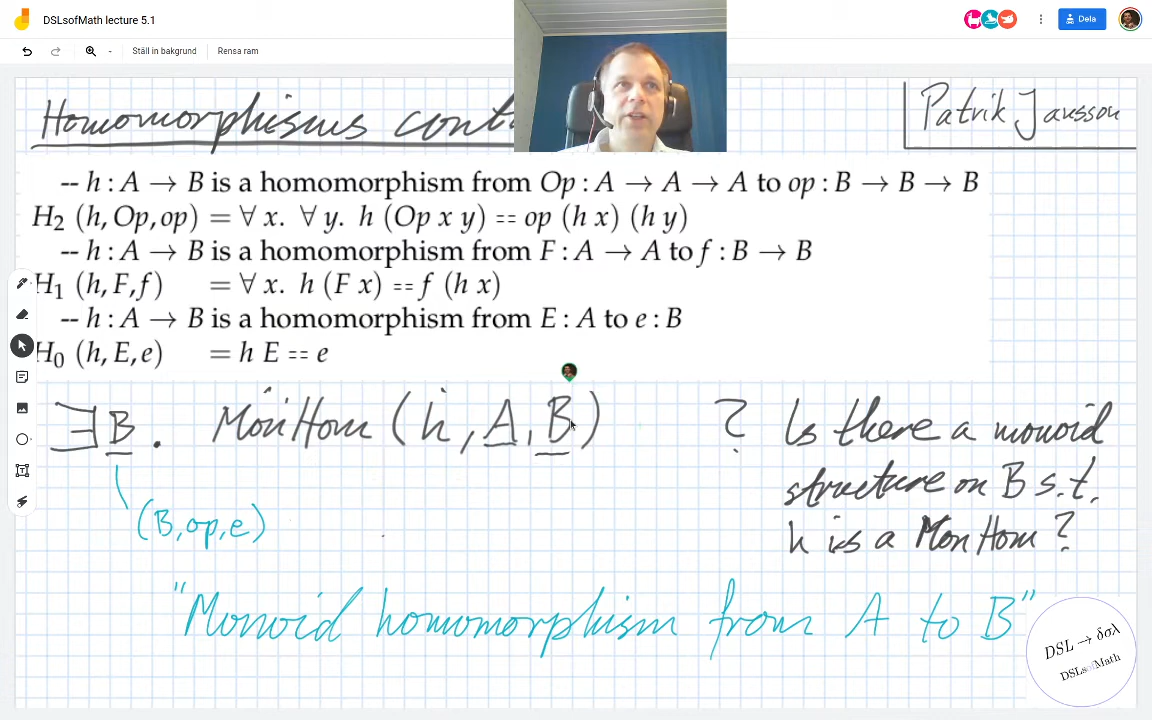 DSLsofMath lecture 5.1
Dela
Ställ in bakgrund
Rensa ram
Homomorphisms cont
Patrik Jansson
-- h : A → B is a homomorphism from Op : A → A → A to op : B → B → B
H₂ (h, Op, op) = ∀ x. ∀ y. h (Op x y) == op (h x) (h y)
-- h : A → B is a homomorphism from F : A → A to f : B → B
H₁ (h, F, f) = ∀ x. h (F x) == f (h x)
-- h : A → B is a homomorphism from E : A to e : B
H₀ (h, E, e) = h E == e
∃ B. MonHom (h, A, B) ?
(B, op, e)
Is there a monoid
structure on B s.t.
h is a MonHom ?
"Monoid homomorphism from A to B"
DSL → δσλ
DSLsofMath